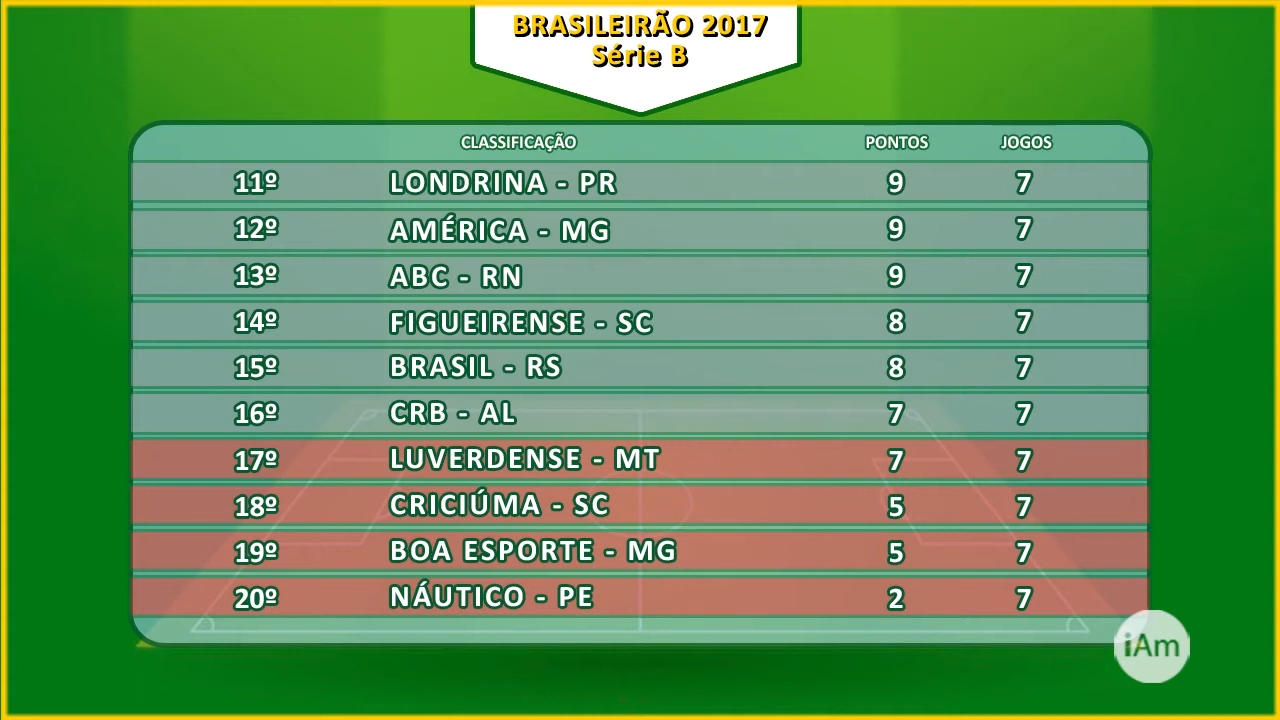 BRASILEIRÃO 2017
Série B
CLASSIFICAÇÃO PONTOS JOGOS
11º LONDRINA - PR 9 7
12º AMÉRICA - MG 9 7
13º ABC - RN 9 7
14º FIGUEIRENSE - SC 8 7
15º BRASIL - RS 8 7
16º CRB - AL 7 7
17º LUVERDENSE - MT 7 7
18º CRICIÚMA - SC 5 7
19º BOA ESPORTE - MG 5 7
20º NÁUTICO - PE 2 7
iAm